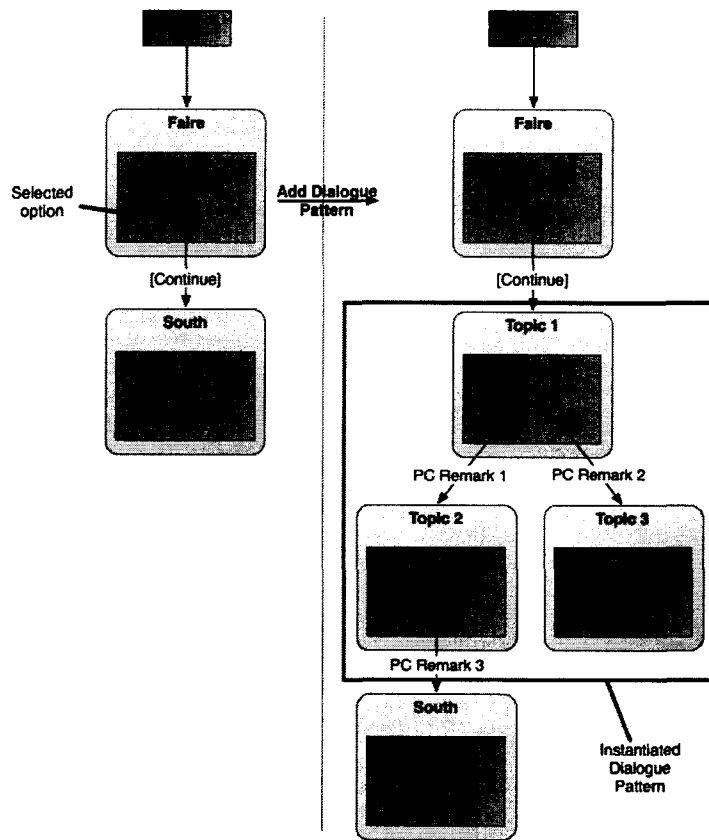 Faire
Selected
option
[Continue]
South
Add Dialogue
Pattern
Faire
[Continue]
Topic 1
PC Remark 1
PC Remark 2
Topic 2
Topic 3
PC Remark 3
South
Instantiated
Dialogue
Pattern